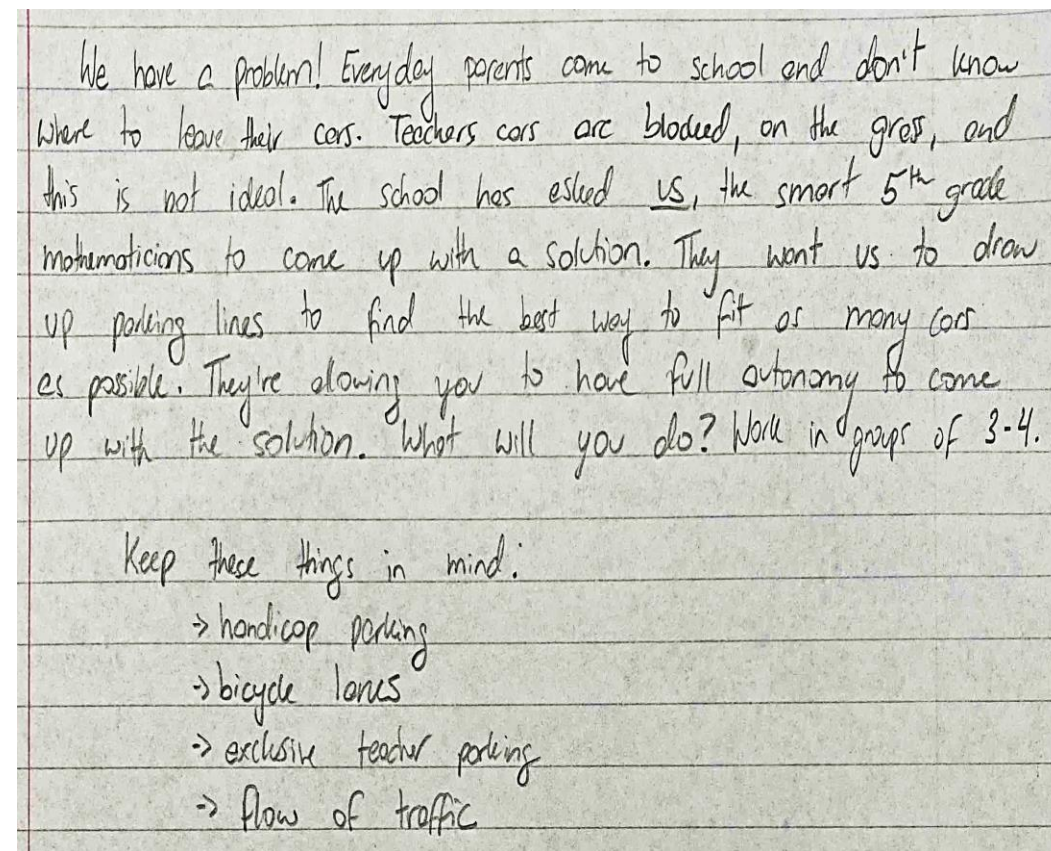 We have a problem! Everyday parents come to school and don't know
where to leave their cars. Teachers cars are blocked, on the grass, and
this is not ideal. The school has asked us, the smart 5th grade
mathematicians to come up with a solution. They want us to draw
up parking lines to find the best way to fit as many cars
as possible. They're allowing you to have full autonomy to come
up with the solution. What will you do? Work in groups of 3-4.
Keep these things in mind:
→ handicap parking
→ bicycle lanes
→ exclusive teacher parking
→ flow of traffic